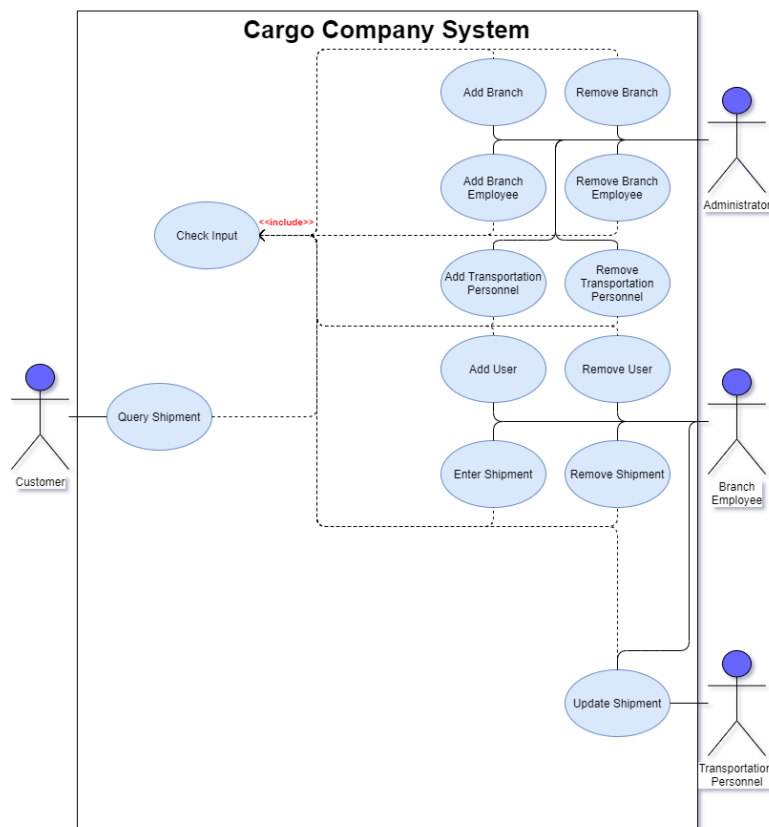 Cargo Company System
Add Branch
Remove Branch
Administrator
Add Branch
Employee
Remove Branch
Employee
<<include>>
Check Input
Add Transportation
Personnel
Remove
Transportation
Personnel
Add User
Remove User
Query Shipment
Customer
Enter Shipment
Remove Shipment
Branch
Employee
Update Shipment
Transportation
Personnel